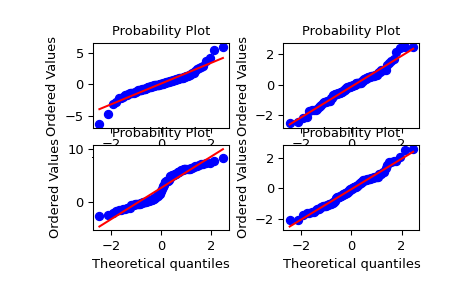 Probability Plot Probability Plot
Ordered Values
5
0
−5
−2 0 2
Ordered Values
2
0
−2
−2 0 2
Probability Plot Probability Plot
Ordered Values
10
0
−2 0 2
Theoretical quantiles
Ordered Values
2
0
−2
−2 0 2
Theoretical quantiles